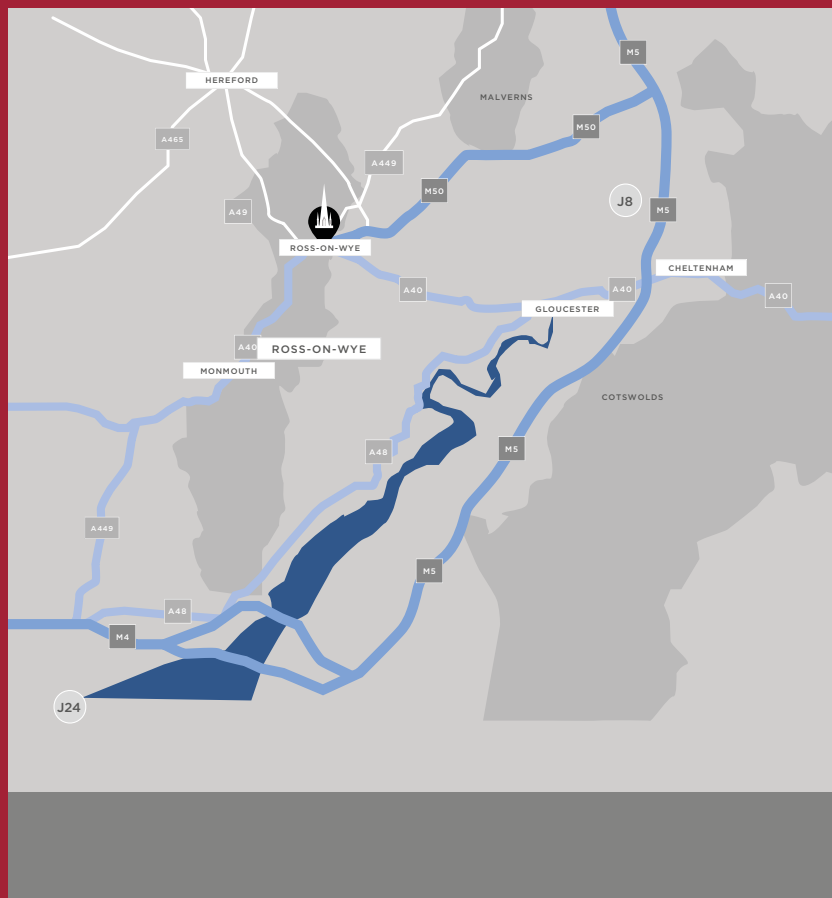 M5
HEREFORD
MALVERNS
M50
A465
A449
M50
J8
A49
M5
ROSS-ON-WYE
CHELTENHAM
A40
A40
A40
GLOUCESTER
A40
ROSS-ON-WYE
MONMOUTH
COTSWOLDS
M5
A48
A449
M5
A48
M4
J24